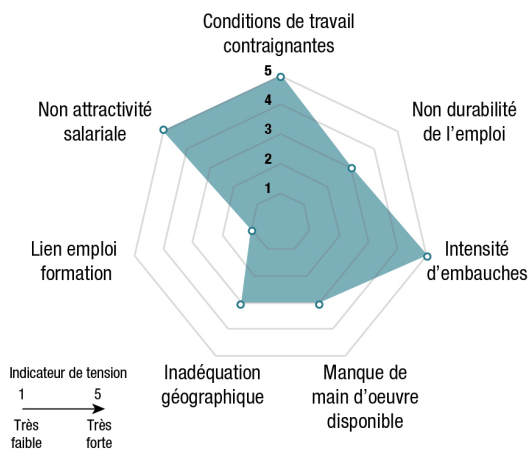 Conditions de travail
contraignantes
Non attractivité
salariale
Non durabilité
de l'emploi
5
4
3
2
1
Lien emploi
formation
Intensité
d'embauches
Inadéquation
géographique
Manque de
main d'oeuvre
disponible
Indicateur de tension
1 5
Très Très
faible forte